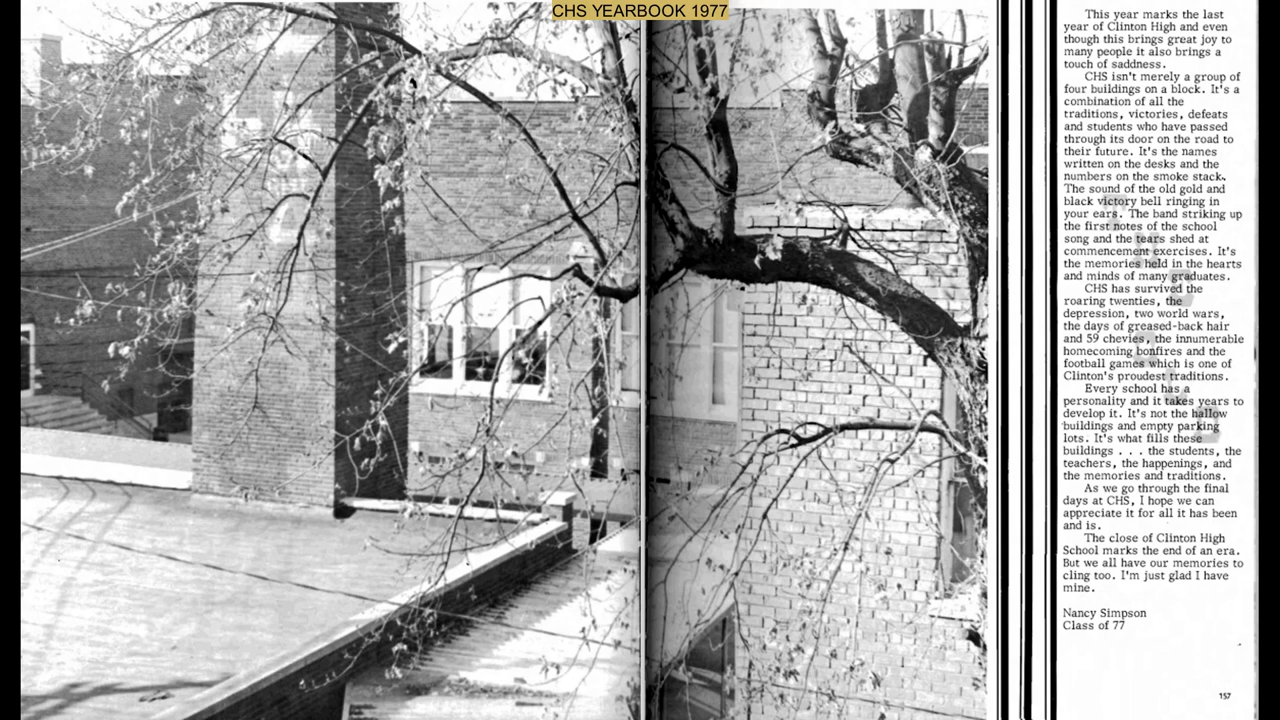 CHS YEARBOOK 1977
This year marks the last
year of Clinton High and even
though this brings great joy to
many people it also brings a
touch of saddness.
CHS isn't merely a group of
four buildings on a block. It's a
combination of all the
traditions, victories, defeats
and students who have passed
through its door on the road to
their future. It's the names
written on the desks and the
numbers on the smoke stack.
The sound of the old gold and
black victory bell ringing in
your ears. The band striking up
the first notes of the school
song and the tears shed at
commencement exercises. It's
the memories held in the hearts
and minds of many graduates.
CHS has survived the
roaring twenties, the
depression, two world wars,
the days of greased-back hair
and 59 chevies, the innumerable
homecoming bonfires and the
football games which is one of
Clinton's proudest traditions.
Every school has a
personality and it takes years to
develop it. It's not the hallow
buildings and empty parking
lots. It's what fills these
buildings . . . the students, the
teachers, the happenings, and
the memories and traditions.
As we go through the final
days at CHS, I hope we can
appreciate it for all it has been
and is.
The close of Clinton High
School marks the end of an era.
But we all have our memories to
cling too. I'm just glad I have
mine.
Nancy Simpson
Class of 77
157